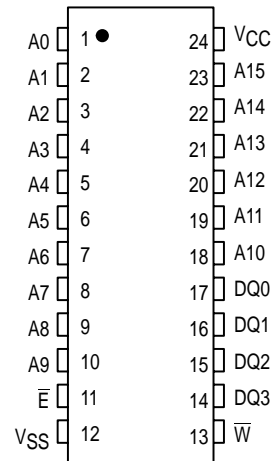 A0 1 24 VCC
A1 2 23 A15
A2 3 22 A14
A3 4 21 A13
A4 5 20 A12
A5 6 19 A11
A6 7 18 A10
A7 8 17 DQ0
A8 9 16 DQ1
A9 10 15 DQ2
E̅ 11 14 DQ3
VSS 12 13 W̅